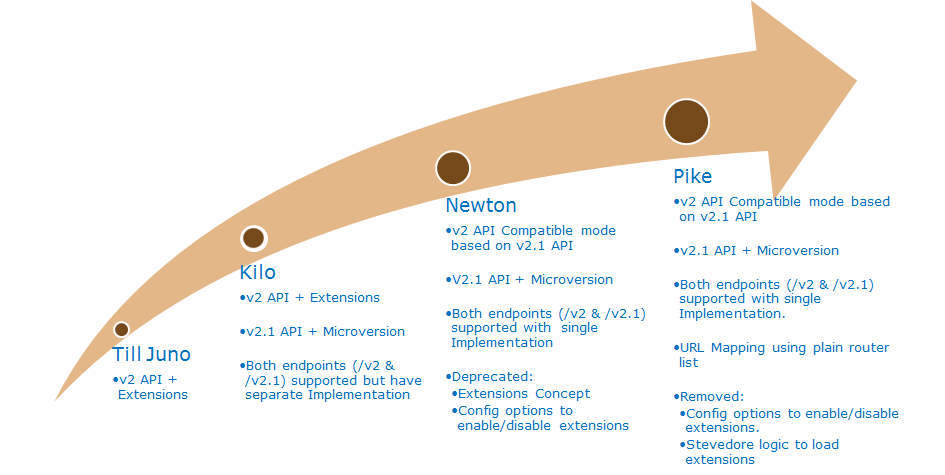 Till Juno
•v2 API +
Extensions
Kilo
•v2 API + Extensions
•v2.1 API + Microversion
•Both endpoints (/v2 &
/v2.1) supported but have
separate Implementation
Newton
•v2 API Compatible mode
based on v2.1 API
•V2.1 API + Microversion
•Both endpoints (/v2 & /v2.1)
supported with single
Implementation
•Deprecated:
•Extensions Concept
•Config options to
enable/disable extensions
Pike
•v2 API Compatible mode based
on v2.1 API
•v2.1 API + Microversion
•Both endpoints (/v2 & /v2.1)
supported with single
Implementation.
•URL Mapping using plain router
list
•Removed:
•Config options to enable/disable
extensions.
•Stevedore logic to load
extensions